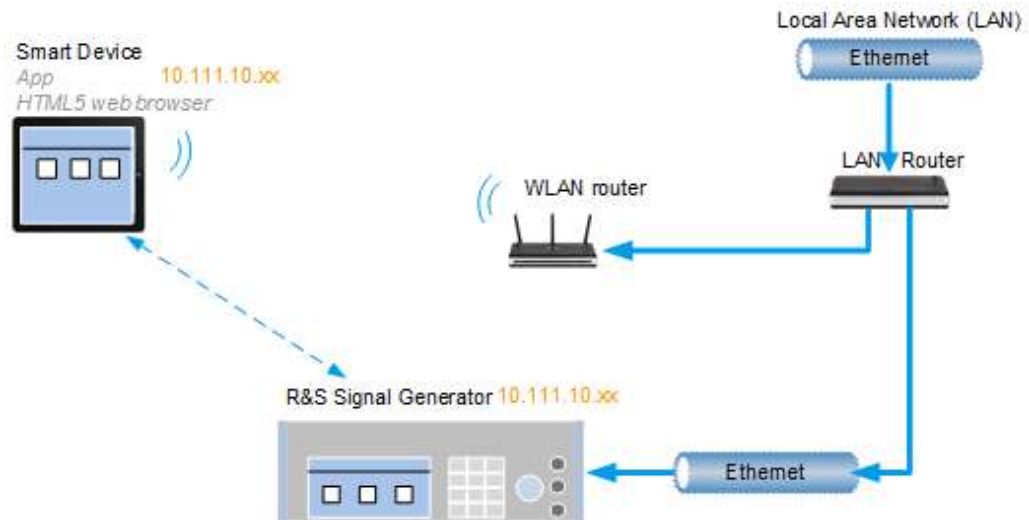 Local Area Network (LAN)
Ethernet
Smart Device
App 10.111.10.xx
HTML5 web browser
LAN Router
WLAN router
R&S Signal Generator 10.111.10.xx
Ethernet